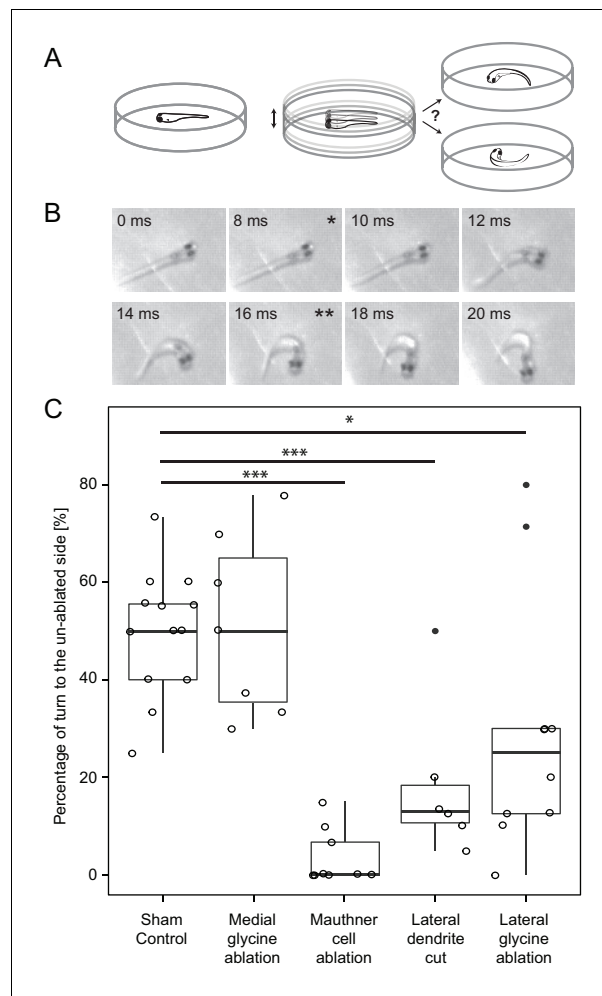 A
?
B
0 ms
8 ms *
10 ms
12 ms
14 ms
16 ms **
18 ms
20 ms
C
*
***
***
Percentage of turn to the un-ablated side [%]
80
60
40
20
0
Sham
Control
Medial
glycine
ablation
Mauthner
cell
ablation
Lateral
dendrite
cut
Lateral
glycine
ablation